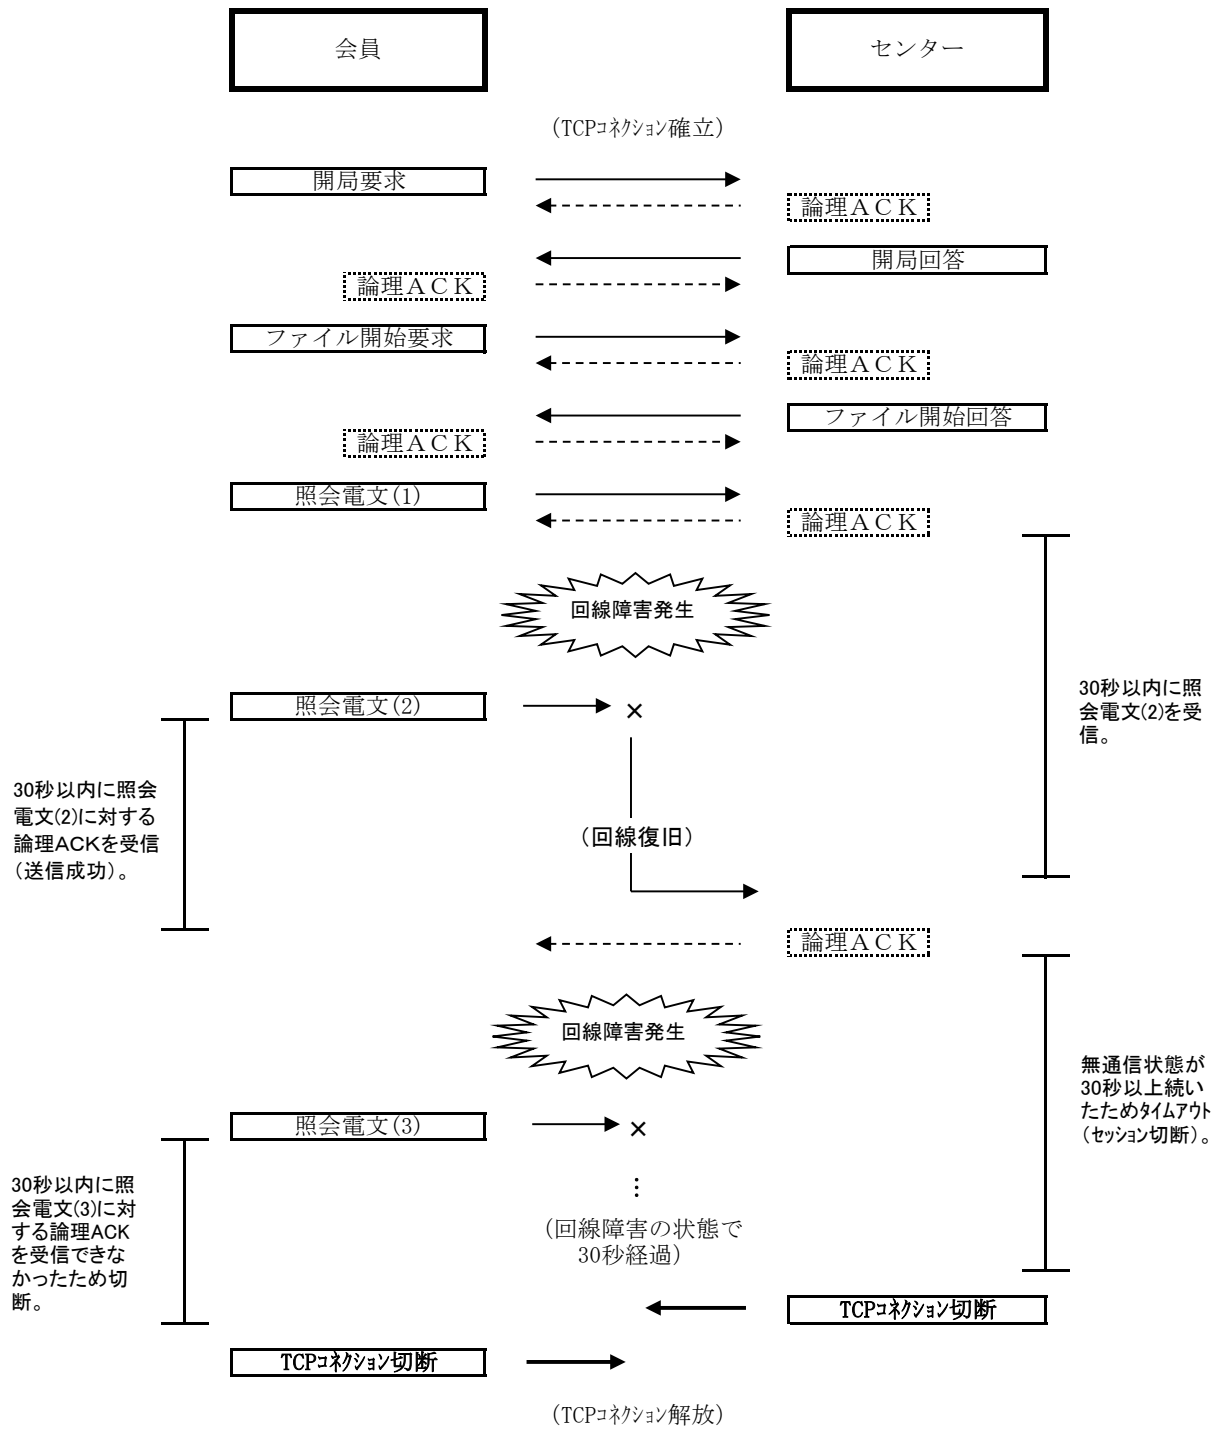 会員
センター
（TCPｺﾈｸｼｮﾝ確立）
開局要求
論理ＡＣＫ
開局回答
論理ＡＣＫ
ファイル開始要求
論理ＡＣＫ
ファイル開始回答
論理ＡＣＫ
照会電文(1)
論理ＡＣＫ
回線障害発生
照会電文(2)
×
30秒以内に照
会電文(2)を受
信。
30秒以内に照会
電文(2)に対する
論理ACKを受信
（送信成功）。
（回線復旧）
論理ＡＣＫ
回線障害発生
無通信状態が
30秒以上続い
たためﾀｲﾑｱｳﾄ
（ｾｯｼｮﾝ切断）。
照会電文(3)
×
⋮
30秒以内に照
会電文(3)に対
する論理ACK
を受信できな
かったため切
断。
（回線障害の状態で
30秒経過）
TCPｺﾈｸｼｮﾝ切断
TCPｺﾈｸｼｮﾝ切断
（TCPｺﾈｸｼｮﾝ解放）